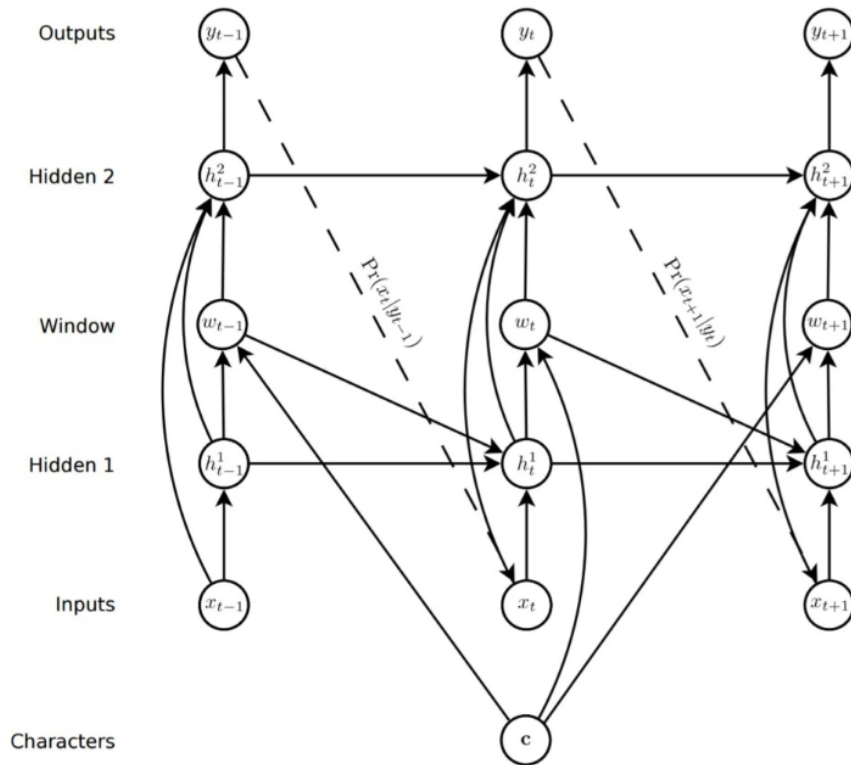 Outputs y_{t−1} y_t y_{t+1}
Hidden 2 h^2_{t−1} h^2_t h^2_{t+1}
Pr(x_t|y_{t−1}) Pr(x_{t+1}|y_t)
Window w_{t−1} w_t w_{t+1}
Hidden 1 h^1_{t−1} h^1_t h^1_{t+1}
Inputs x_{t−1} x_t x_{t+1}
Characters c